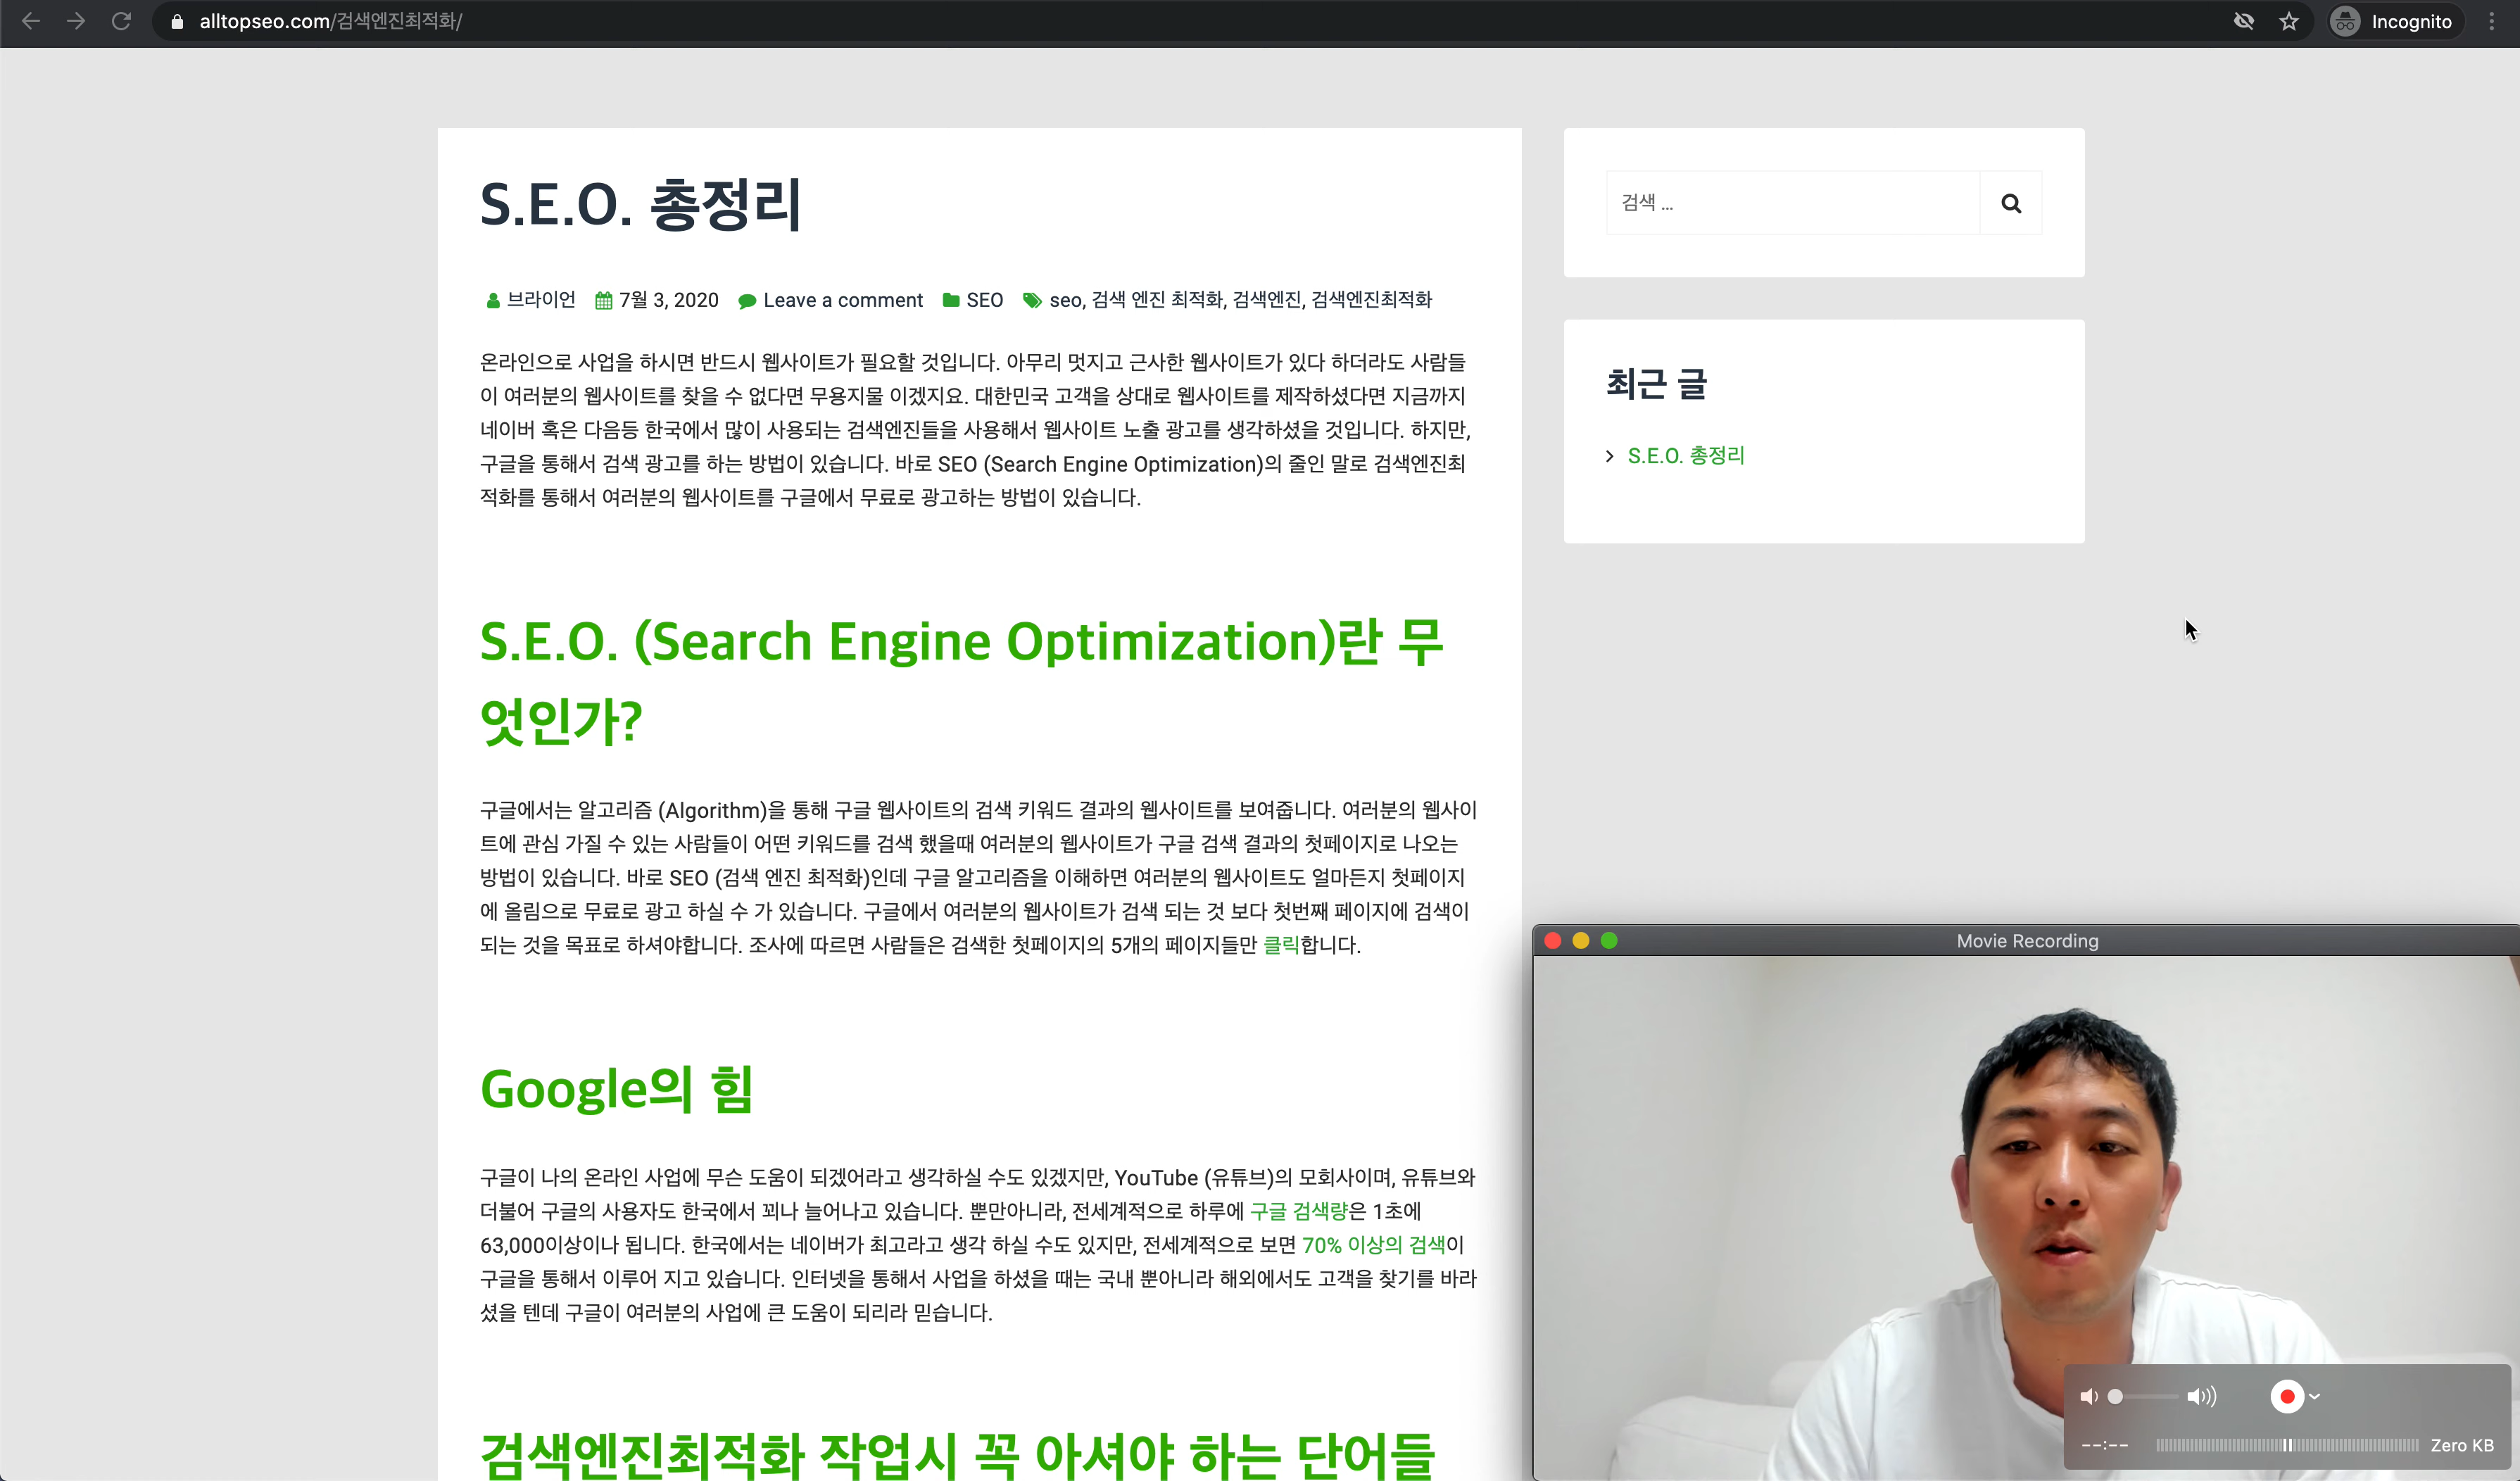 alltopseo.com/검색엔진최적화/
Incognito
S.E.O. 총정리
브라이언 7월 3, 2020 Leave a comment SEO seo, 검색 엔진 최적화, 검색엔진, 검색엔진최적화
온라인으로 사업을 하시면 반드시 웹사이트가 필요할 것입니다. 아무리 멋지고 근사한 웹사이트가 있다 하더라도 사람들
이 여러분의 웹사이트를 찾을 수 없다면 무용지물 이겠지요. 대한민국 고객을 상대로 웹사이트를 제작하셨다면 지금까지
네이버 혹은 다음등 한국에서 많이 사용되는 검색엔진들을 사용해서 웹사이트 노출 광고를 생각하셨을 것입니다. 하지만,
구글을 통해서 검색 광고를 하는 방법이 있습니다. 바로 SEO (Search Engine Optimization)의 줄인 말로 검색엔진최
적화를 통해서 여러분의 웹사이트를 구글에서 무료로 광고하는 방법이 있습니다.
S.E.O. (Search Engine Optimization)란 무
엇인가?
구글에서는 알고리즘 (Algorithm)을 통해 구글 웹사이트의 검색 키워드 결과의 웹사이트를 보여줍니다. 여러분의 웹사이
트에 관심 가질 수 있는 사람들이 어떤 키워드를 검색 했을때 여러분의 웹사이트가 구글 검색 결과의 첫페이지로 나오는
방법이 있습니다. 바로 SEO (검색 엔진 최적화)인데 구글 알고리즘을 이해하면 여러분의 웹사이트도 얼마든지 첫페이지
에 올림으로 무료로 광고 하실 수 가 있습니다. 구글에서 여러분의 웹사이트가 검색 되는 것 보다 첫번째 페이지에 검색이
되는 것을 목표로 하셔야합니다. 조사에 따르면 사람들은 검색한 첫페이지의 5개의 페이지들만 클릭합니다.
Google의 힘
구글이 나의 온라인 사업에 무슨 도움이 되겠어라고 생각하실 수도 있겠지만, YouTube (유튜브)의 모회사이며, 유튜브와
더불어 구글의 사용자도 한국에서 꾀나 늘어나고 있습니다. 뿐만아니라, 전세계적으로 하루에 구글 검색량은 1초에
63,000이상이나 됩니다. 한국에서는 네이버가 최고라고 생각 하실 수도 있지만, 전세계적으로 보면 70% 이상의 검색이
구글을 통해서 이루어 지고 있습니다. 인터넷을 통해서 사업을 하셨을 때는 국내 뿐아니라 해외에서도 고객을 찾기를 바라
셨을 텐데 구글이 여러분의 사업에 큰 도움이 되리라 믿습니다.
검색엔진최적화 작업시 꼭 아셔야 하는 단어들
검색 ...
최근 글
S.E.O. 총정리
Movie Recording
--:--
Zero KB